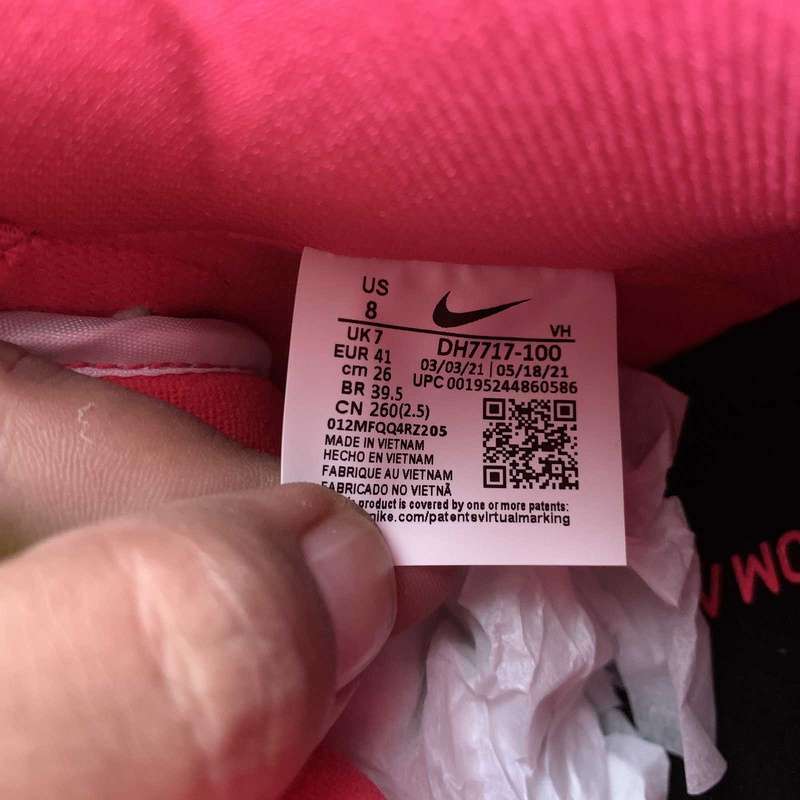 US
8
VH
UK 7
DH7717-100
EUR 41
03/03/21 | 05/18/21
cm 26
UPC 00195244860586
BR 39.5
CN 260(2.5)
012MFQQ4RZ205
MADE IN VIETNAM
HECHO EN VIETNAM
FABRIQUE AU VIETNAM
FABRICADO NO VIETNÃ
product is covered by one or more patents:
.com/patentsvirtualmarking